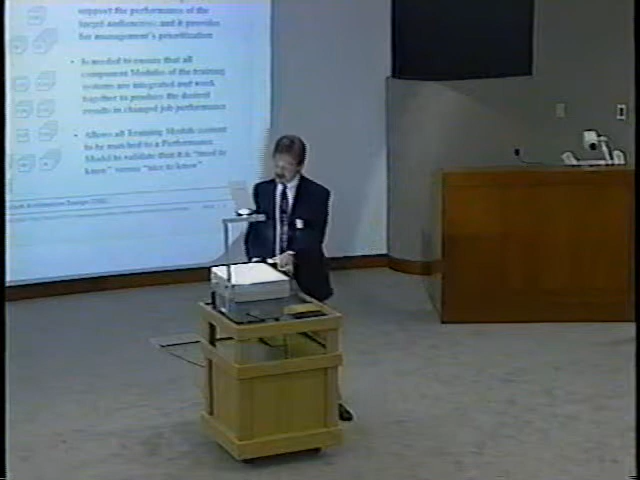 support the performance of the
target audiences; and it provides
for management's prioritization
Is needed to ensure that all
component Modules of the training
systems are integrated and work
together to produce the desired
results in changed job performance
Allows all Training Module content
to be matched to a Performance
Model to validate that it is "need to
know" versus "nice to know"